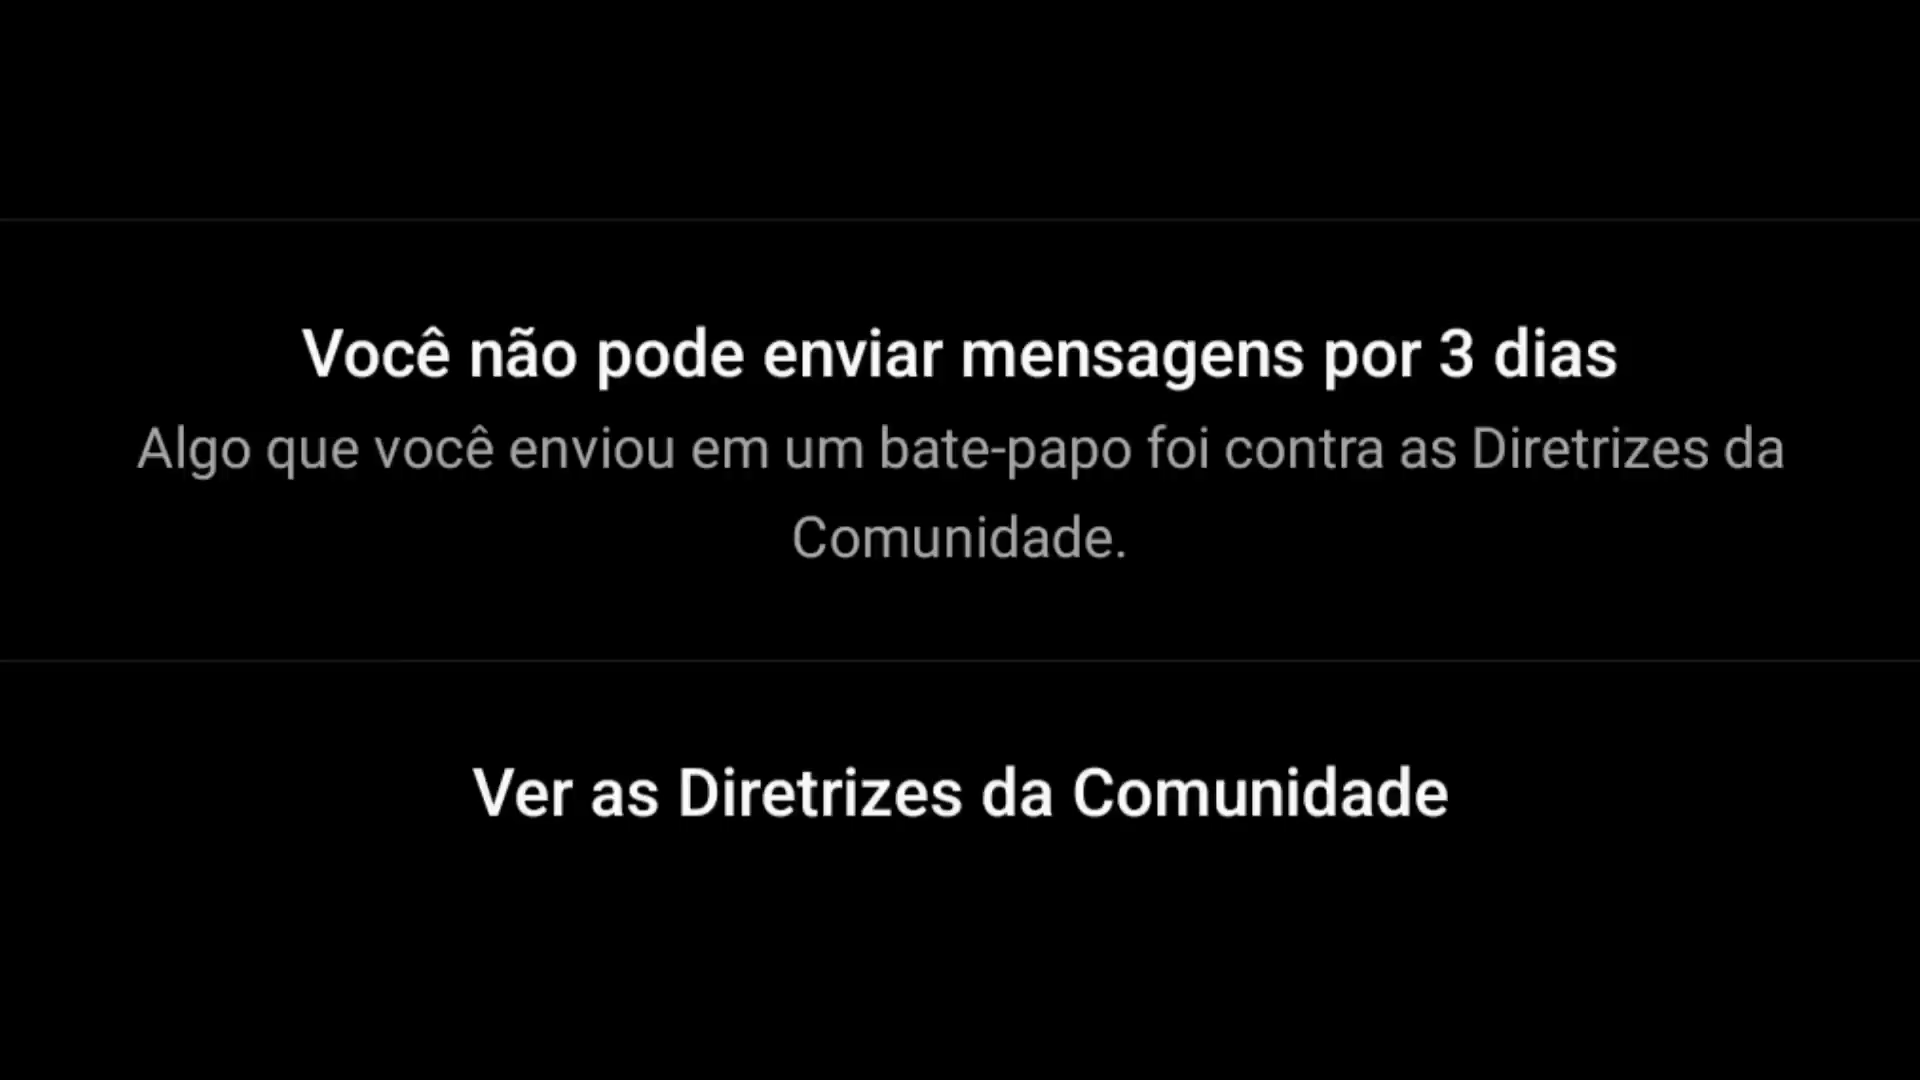 Você não pode enviar mensagens por 3 dias
Algo que você enviou em um bate-papo foi contra as Diretrizes da
Comunidade.
Ver as Diretrizes da Comunidade